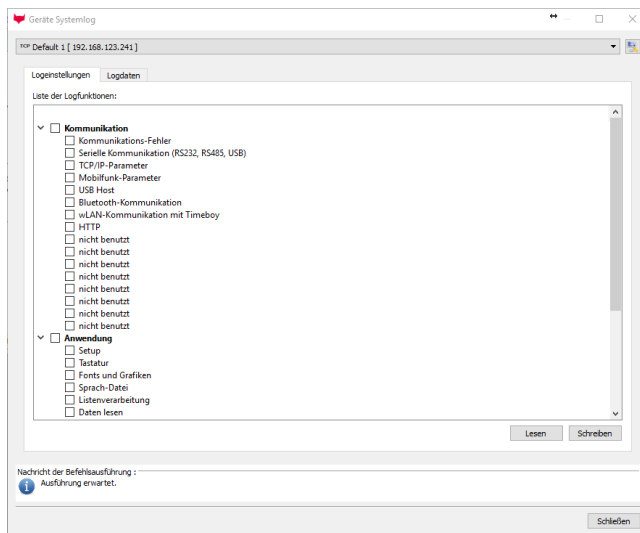 Geräte Systemlog
TCP Default 1 [ 192.168.123.241 ]
Logeinstellungen Logdaten
Liste der Logfunktionen:
Kommunikation
Kommunikations-Fehler
Serielle Kommunikation (RS232, RS485, USB)
TCP/IP-Parameter
Mobilfunk-Parameter
USB Host
Bluetooth-Kommunikation
wLAN-Kommunikation mit Timeboy
HTTP
nicht benutzt
nicht benutzt
nicht benutzt
nicht benutzt
nicht benutzt
nicht benutzt
nicht benutzt
nicht benutzt
Anwendung
Setup
Tastatur
Fonts und Grafiken
Sprach-Datei
Listenverarbeitung
Daten lesen
Lesen Schreiben
Nachricht der Befehlsausführung :
Ausführung erwartet.
Schließen